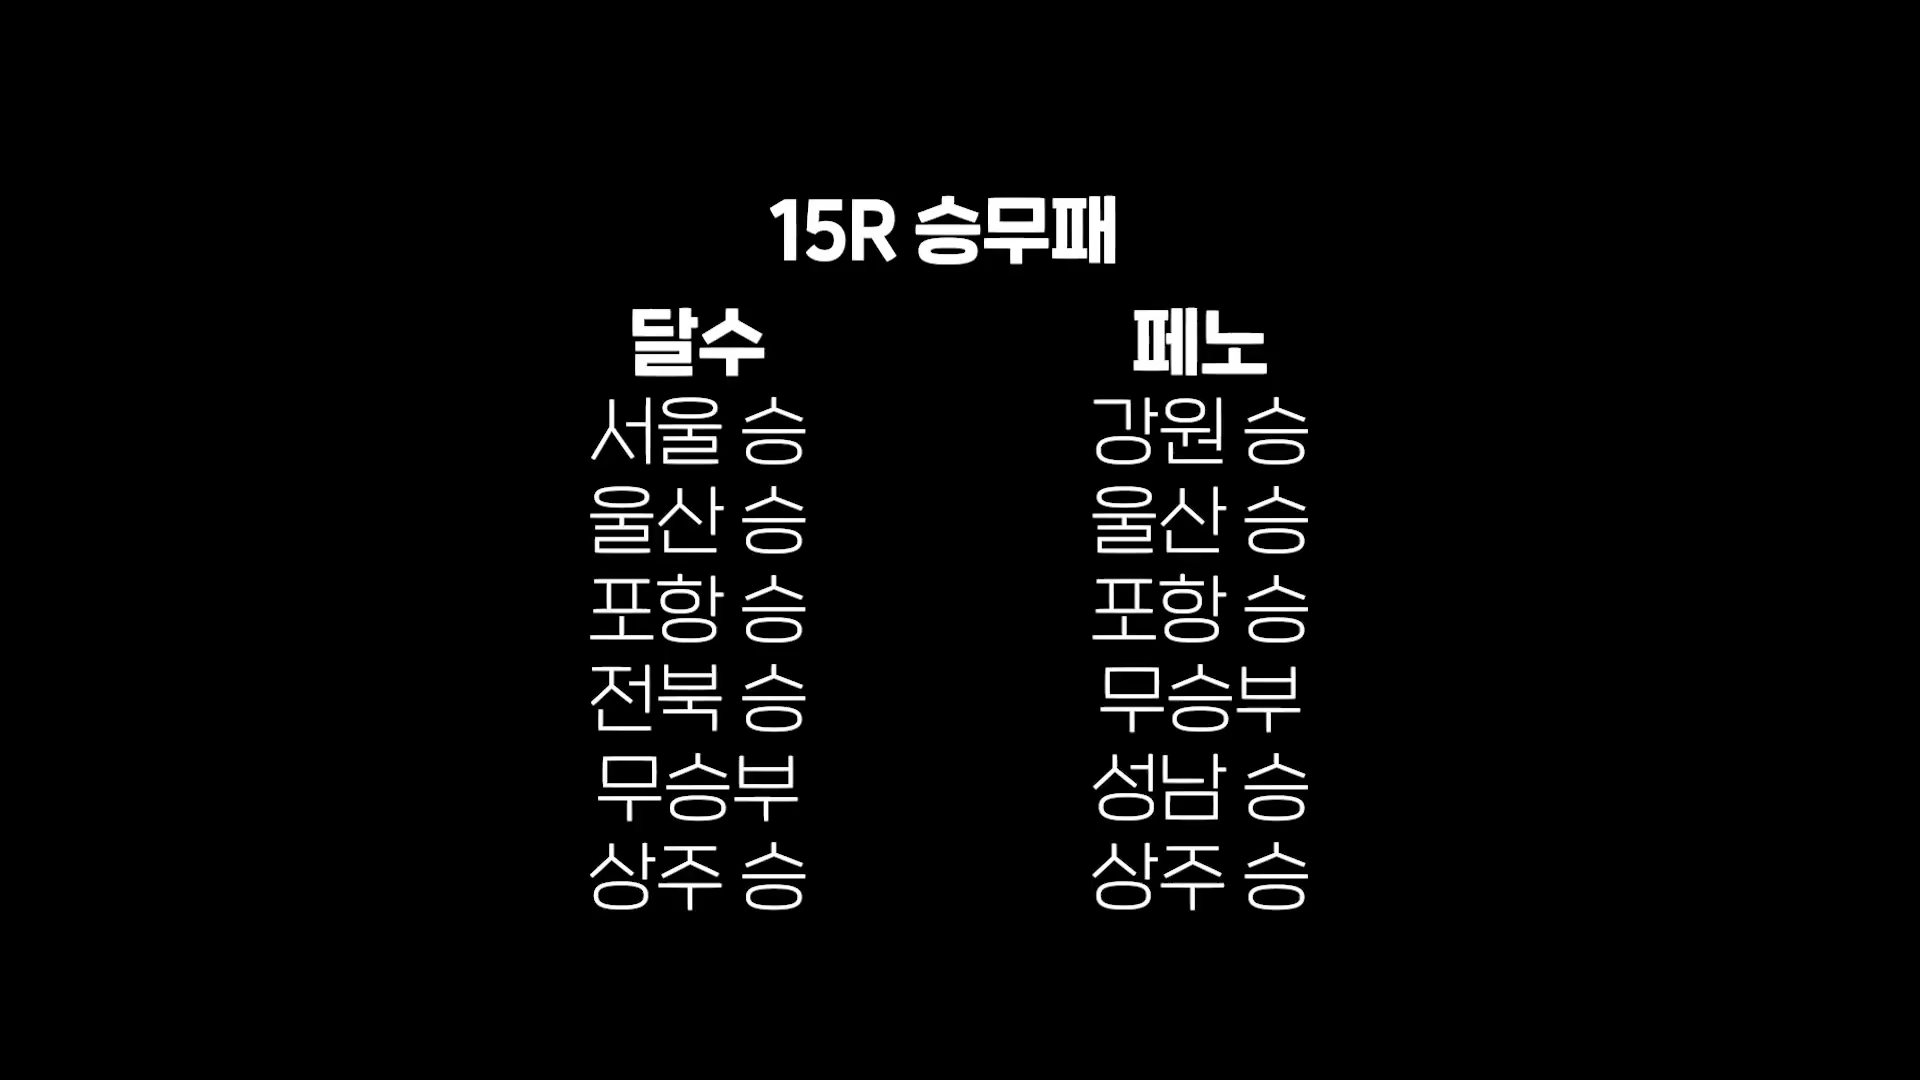 15R 승무패
달수 페노
서울 승 강원 승
울산 승 울산 승
포항 승 포항 승
전북 승 무승부
무승부 성남 승
상주 승 상주 승